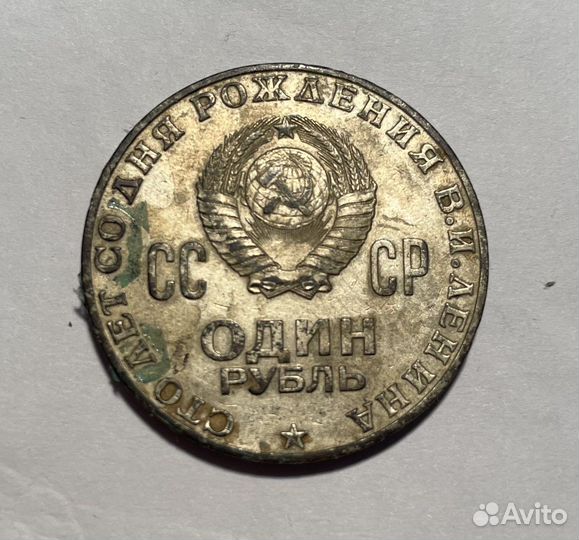 СТО ЛЕТ СО ДНЯ РОЖДЕНИЯ В.И.ЛЕНИНА
СС СР
ОДИН
РУБЛЬ
Avito